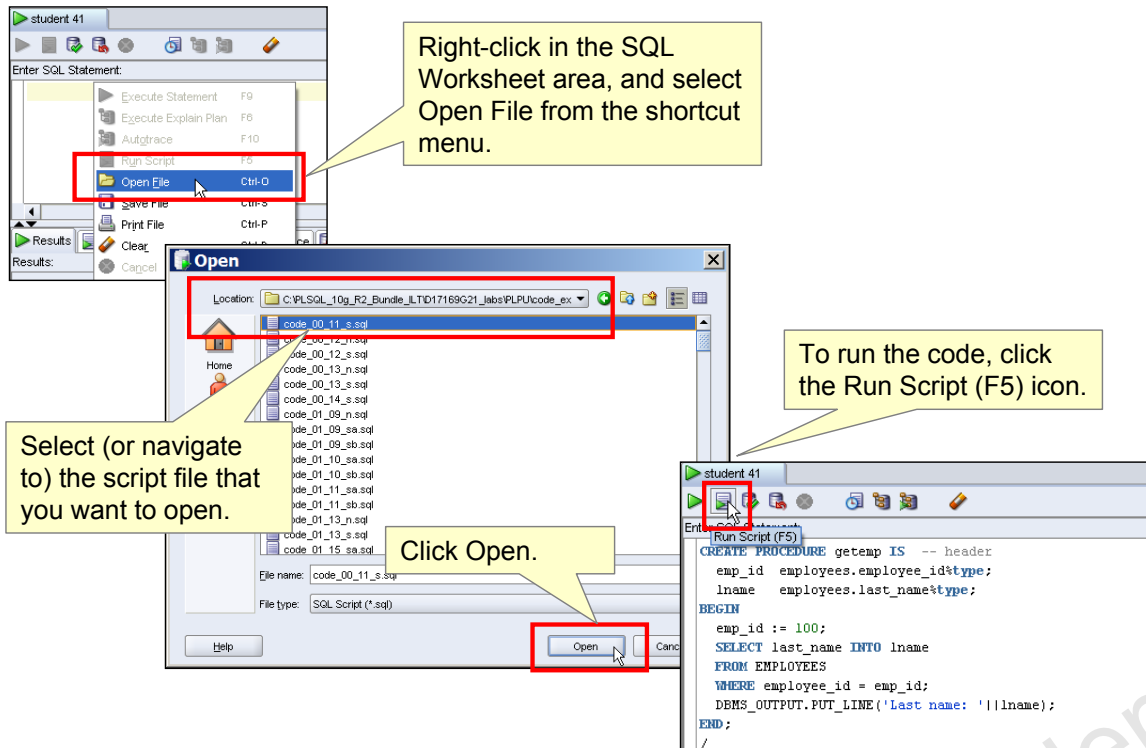 student 41
Enter SQL Statement:
Execute Statement F9
Execute Explain Plan F6
Autotrace F10
Run Script F5
Open File Ctrl-O
Save File Ctrl-S
Print File Ctrl-P
Clear
Cancel
Results
Results:
Right-click in the SQL
Worksheet area, and select
Open File from the shortcut
menu.
Open
Location: C:\PLSQL_10g_R2_Bundle_ILT\D17169G21_labs\PLPU\code_ex
Home
code_00_11_s.sql
code_00_12_n.sql
code_00_12_s.sql
code_00_13_n.sql
code_00_13_s.sql
code_00_14_s.sql
code_01_09_n.sql
code_01_09_sa.sql
code_01_09_sb.sql
code_01_10_sa.sql
code_01_10_sb.sql
code_01_11_sa.sql
code_01_11_sb.sql
code_01_13_n.sql
code_01_13_s.sql
code_01_15_sa.sql
Select (or navigate
to) the script file that
you want to open.
Click Open.
File name: code_00_11_s.sql
File type: SQL Script (*.sql)
Help
Open
To run the code, click
the Run Script (F5) icon.
student 41
Enter SQL Statement:
Run Script (F5)
CREATE PROCEDURE getemp IS -- header
emp_id employees.employee_id%type;
lname employees.last_name%type;
BEGIN
emp_id := 100;
SELECT last_name INTO lname
FROM EMPLOYEES
WHERE employee_id = emp_id;
DBMS_OUTPUT.PUT_LINE('Last name: '||lname);
END;
/